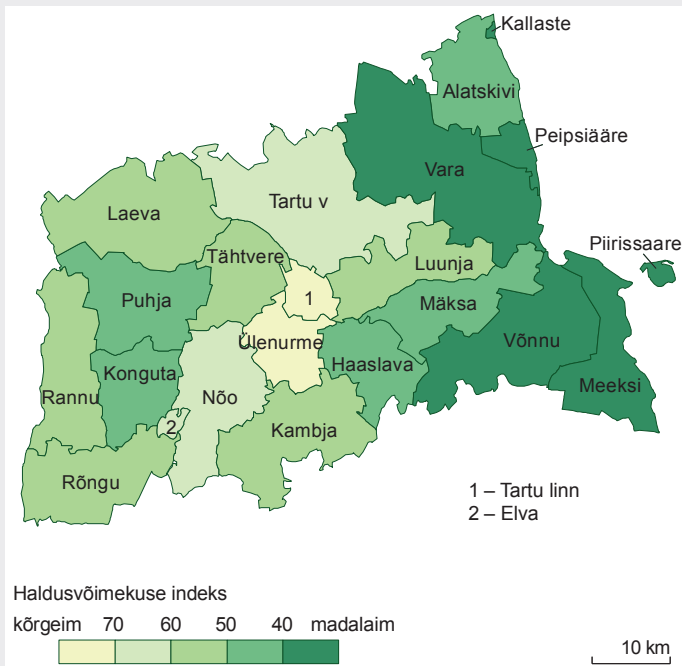 Kallaste
Alatskivi
Peipsiääre
Vara
Tartu v
Laeva
Piirissaare
Tähtvere
Luunja
Puhja
1
Mäksa
Ülenurme
Võnnu
Haaslava
Konguta
Meeksi
Rannu
Nõo
2
Kambja
Rõngu
1 – Tartu linn
2 – Elva
Haldusvõimekuse indeks
kõrgeim 70 60 50 40 madalaim
10 km